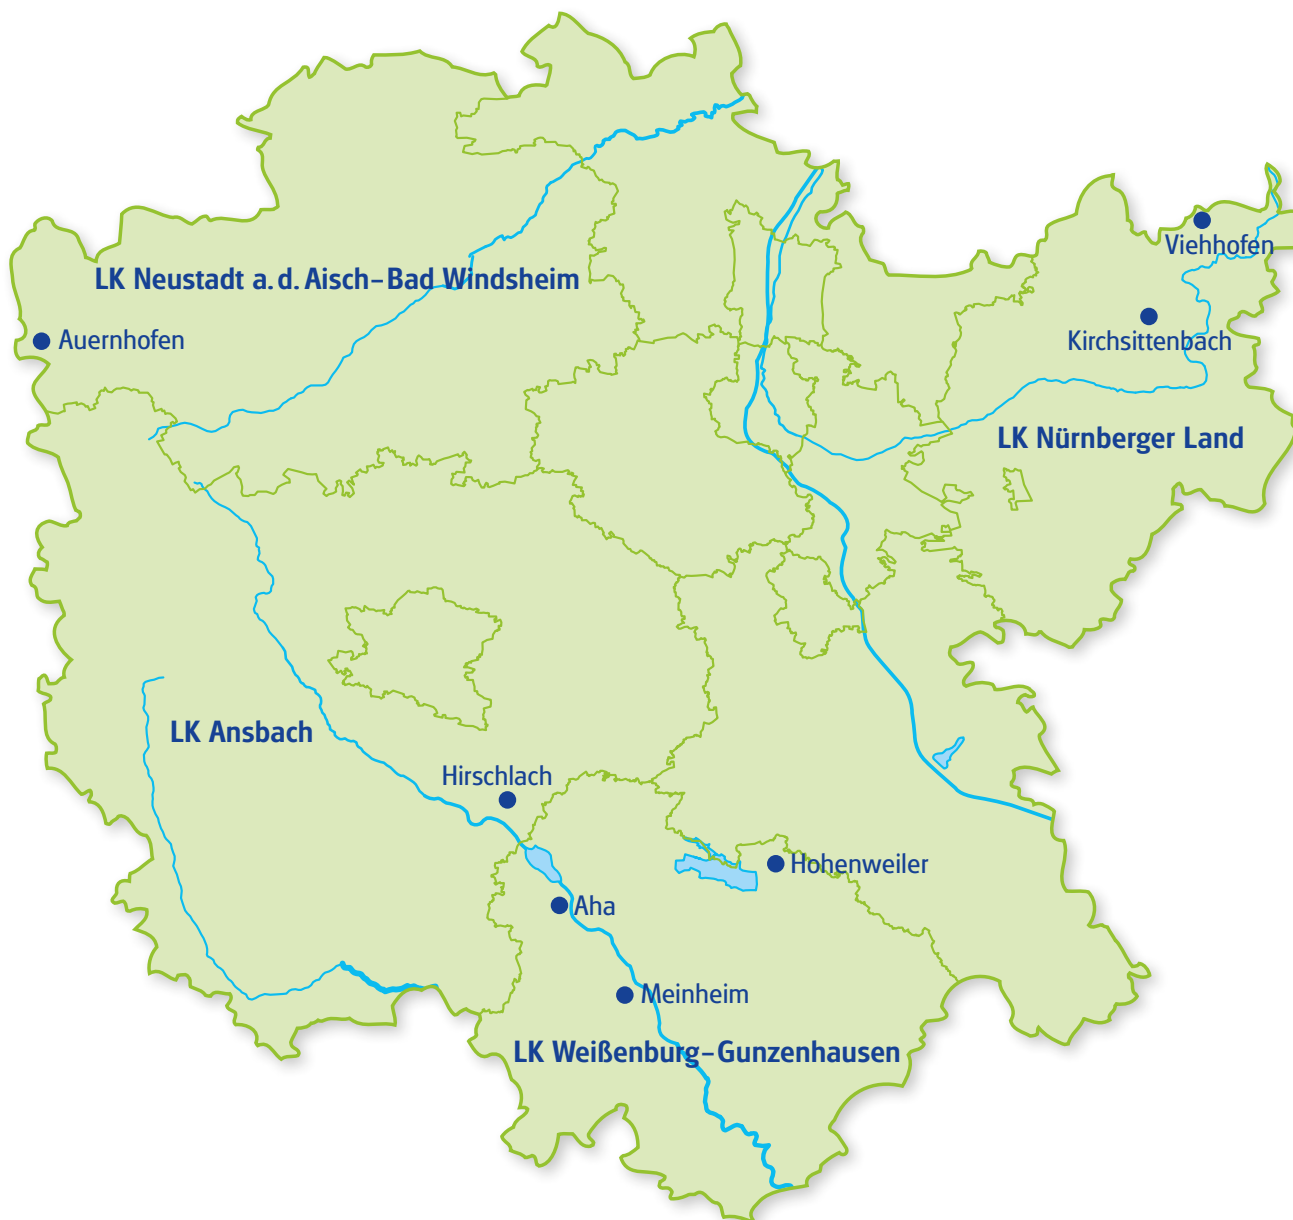 Viehhofen
LK Neustadt a. d. Aisch–Bad Windsheim
Auernhofen
Kirchsittenbach
LK Nürnberger Land
LK Ansbach
Hirschlach
Hohenweiler
Aha
Meinheim
LK Weißenburg–Gunzenhausen